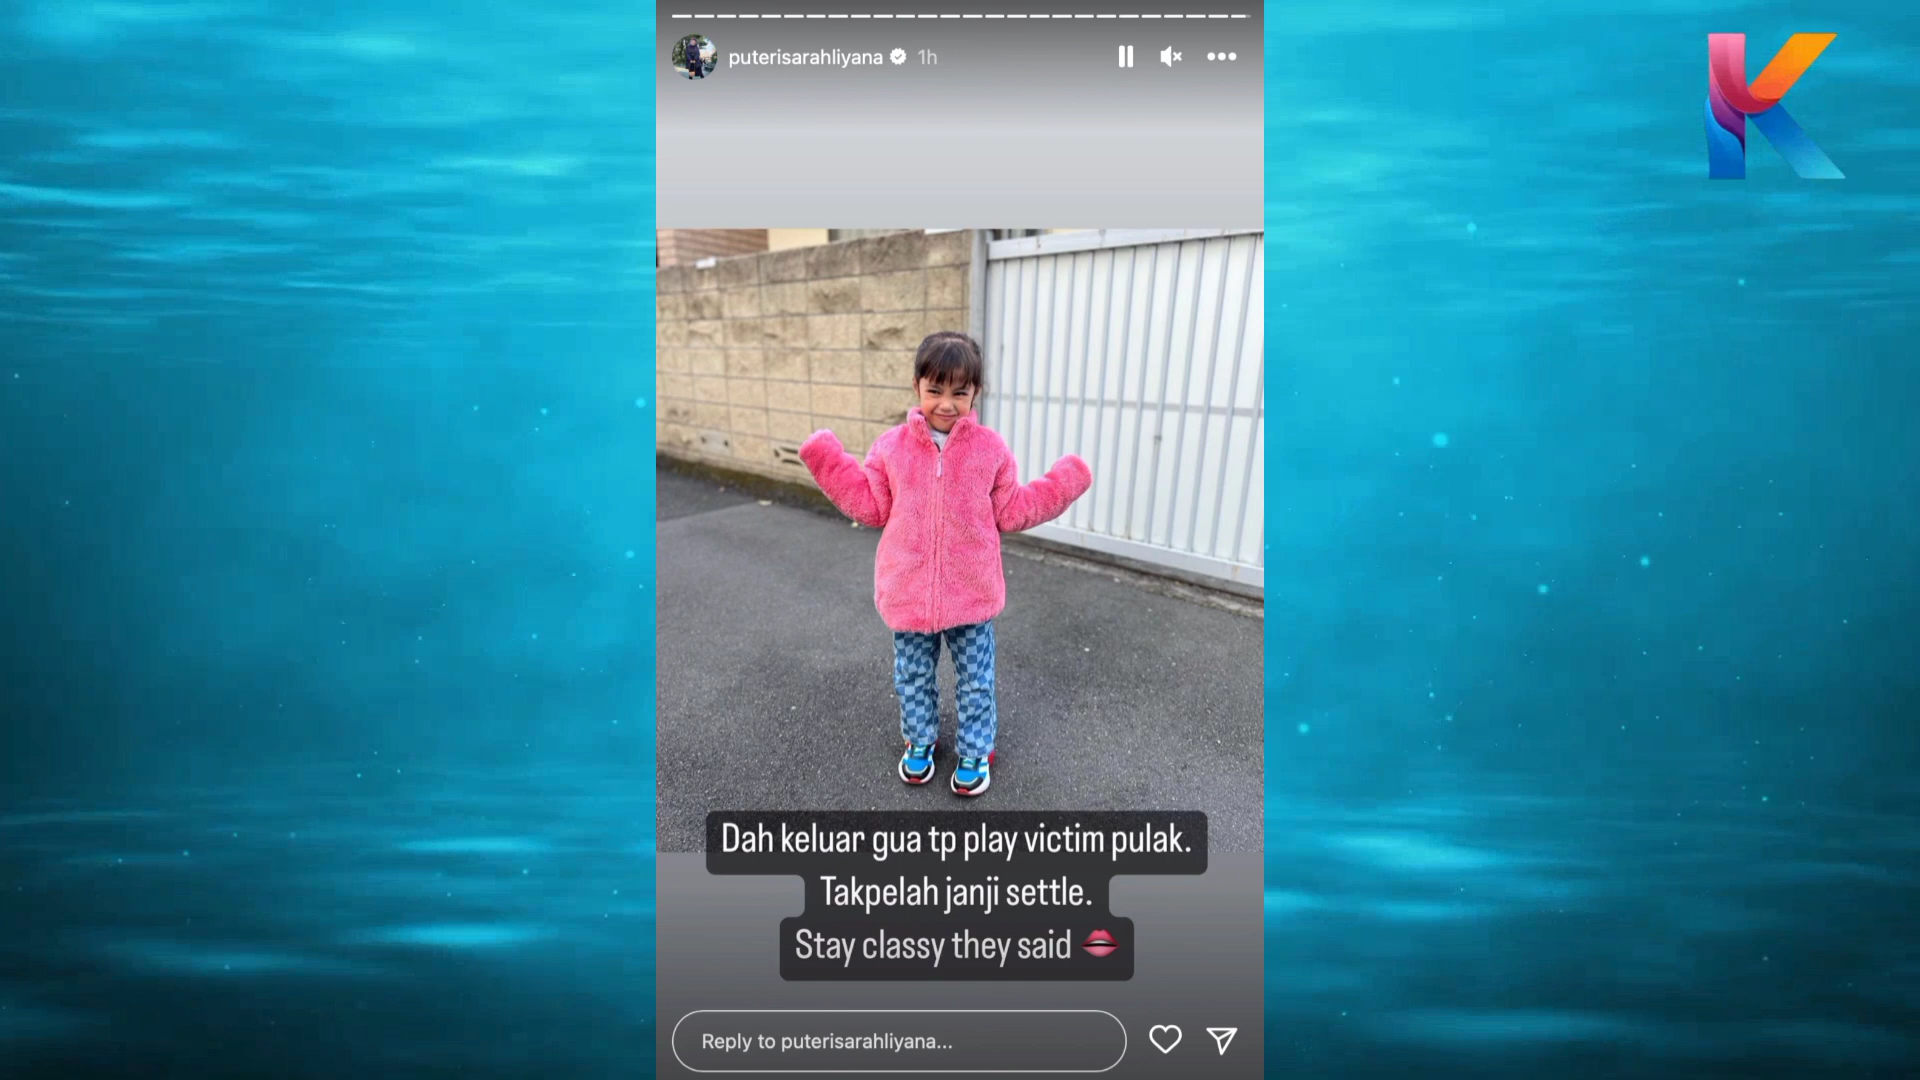 puterisarahliyana 1h
Dah keluar gua tp play victim pulak.
Takpelah janji settle.
Stay classy they said 👄
Reply to puterisarahliyana...
K